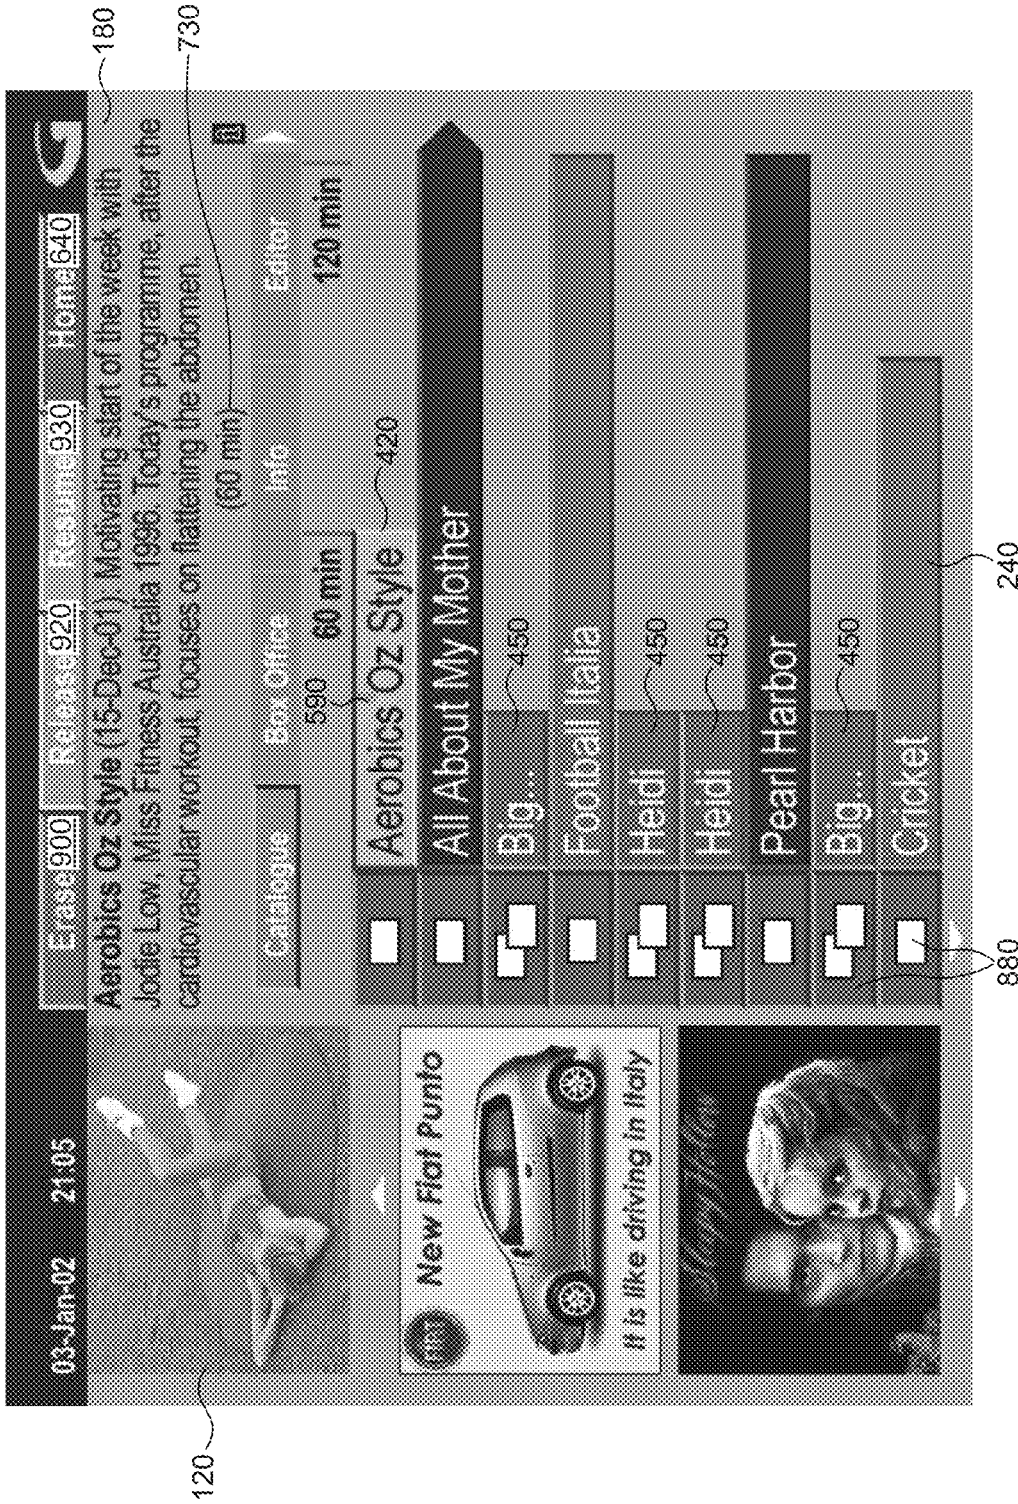 03-Jan-02 21:05 Erase 900 Release 920 Resume 930 Home 640
Aerobics Oz Style (15-Dec-01) Motivating start of the week with
Jodie Low, Miss Fitness Australia 1996. Today's programme, after the
cardiovascular workout, focuses on flattening the abdomen.
(60 min)
180
730
120
Catalogue Box Office Info Editor
590
60 min 120 min
Aerobics Oz Style
420
All About My Mother
Big...
450
Football Italia
Heidi
450
Heidi
450
Pearl Harbor
Big...
450
Cricket
240
880
FIAT
New Fiat Punto
It is like driving in Italy